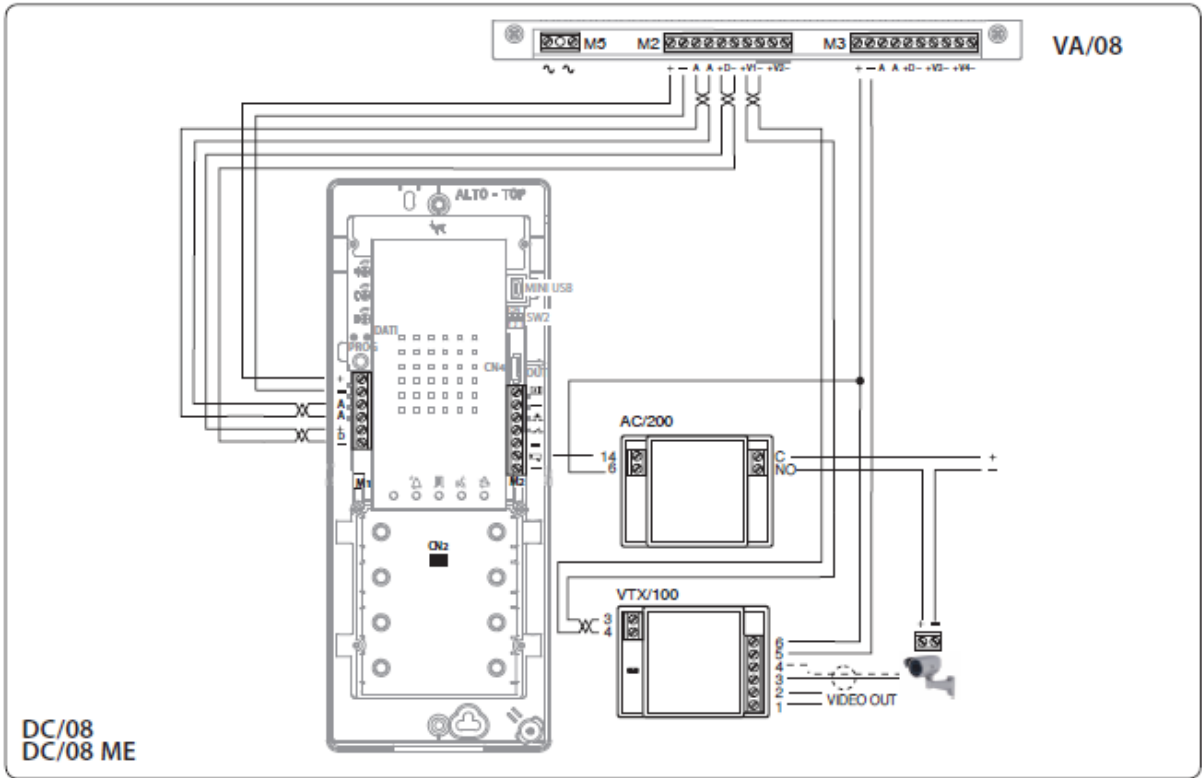 M5 M2 M3 VA/08
∿ ∿ + − A A +D− +V1− +V2− + − A A +D− +V3− +V4−
ALTO - TOP
MINI USB
SW2
DATI
PROG
CN4
OUT
+
−
A
A
+
D
−
M1
M2
CN2
AC/200
14
6
C
NO
+
−
VTX/100
3
4
6
5
4
3
2
1
+ −
VIDEO OUT
DC/08
DC/08 ME